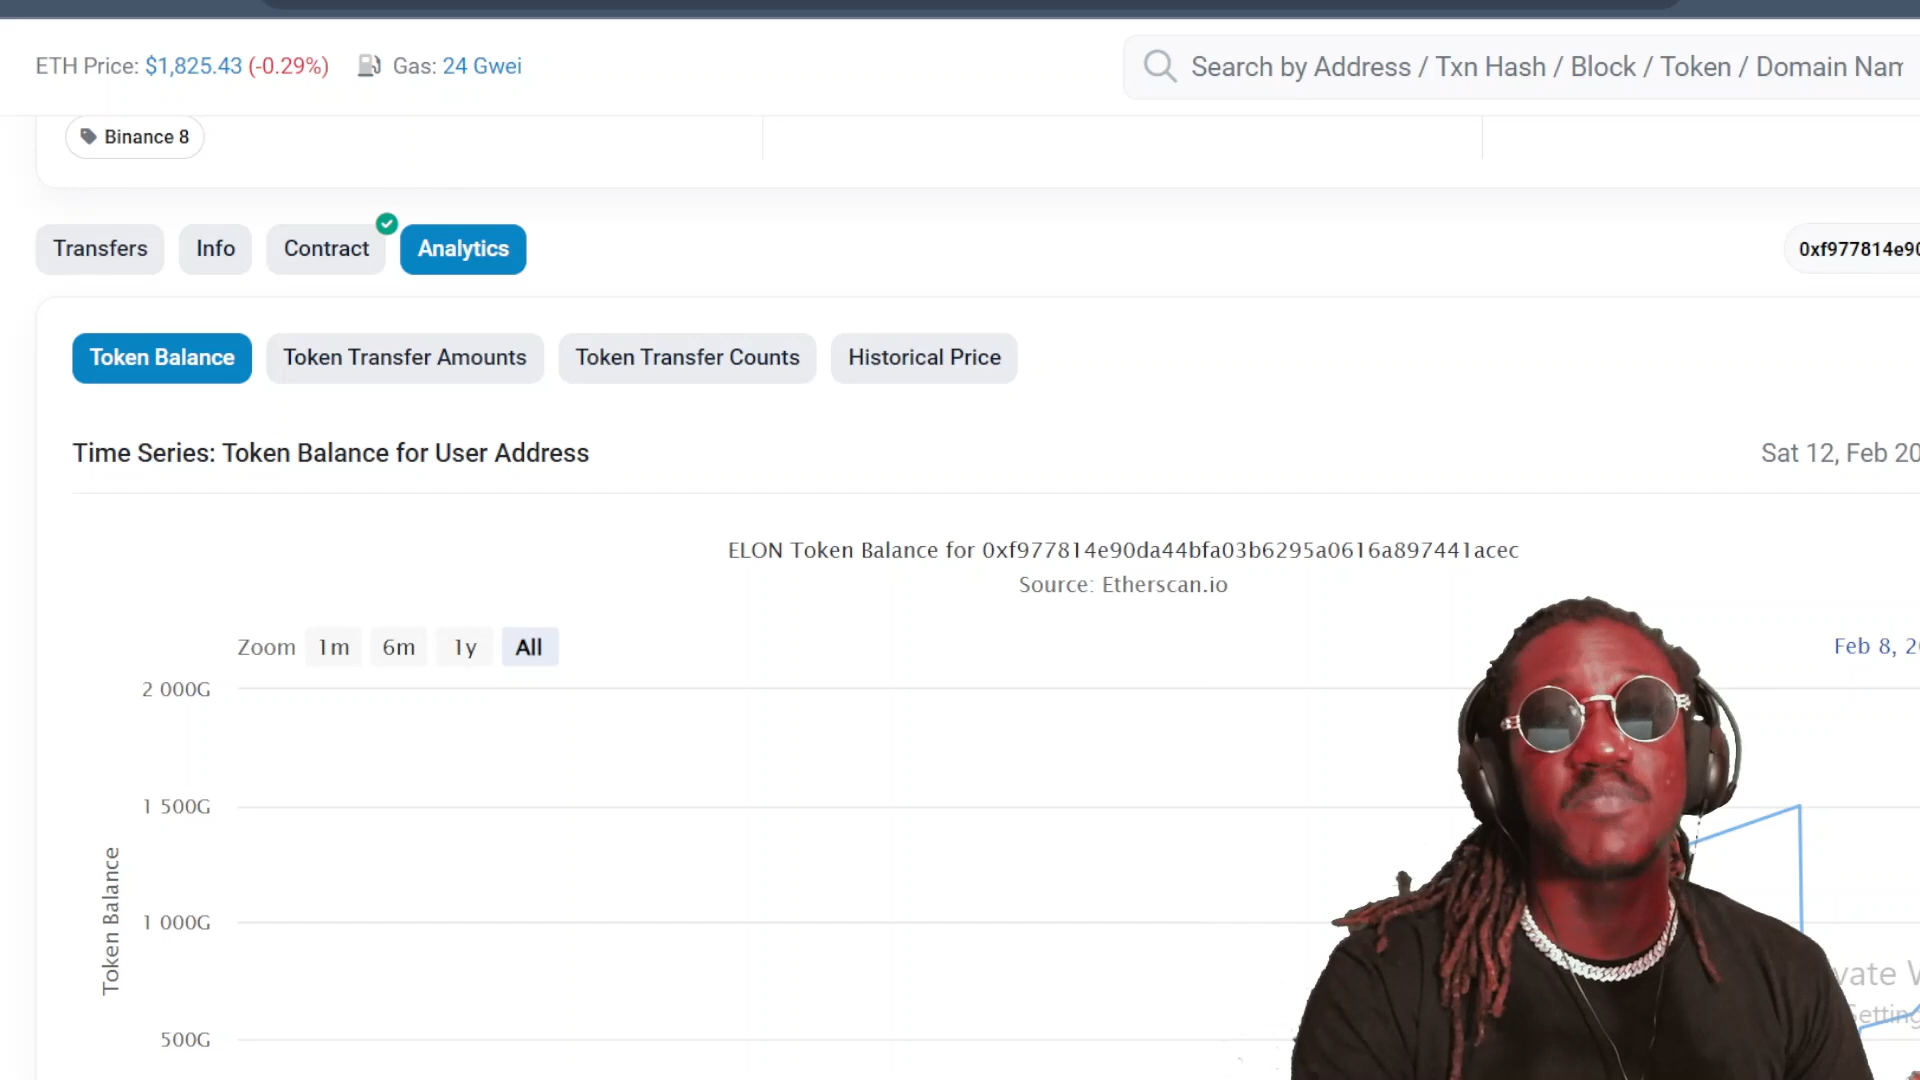 ETH Price: $1,825.43 (-0.29%) Gas: 24 Gwei
Search by Address / Txn Hash / Block / Token / Domain Nam
Binance 8
Transfers Info Contract Analytics
0xf977814e90
Token Balance Token Transfer Amounts Token Transfer Counts Historical Price
Time Series: Token Balance for User Address
Sat 12, Feb 20
ELON Token Balance for 0xf977814e90da44bfa03b6295a0616a897441acec
Source: Etherscan.io
Zoom 1m 6m 1y All
Feb 8, 20
2 000G
1 500G
1 000G
500G
Token Balance
vate W
Setting